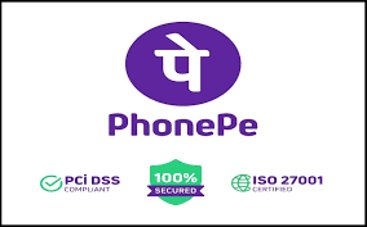 पे
PhonePe
PCi DSS
COMPLIANT
100%
SECURED
ISO 27001
CERTIFIED